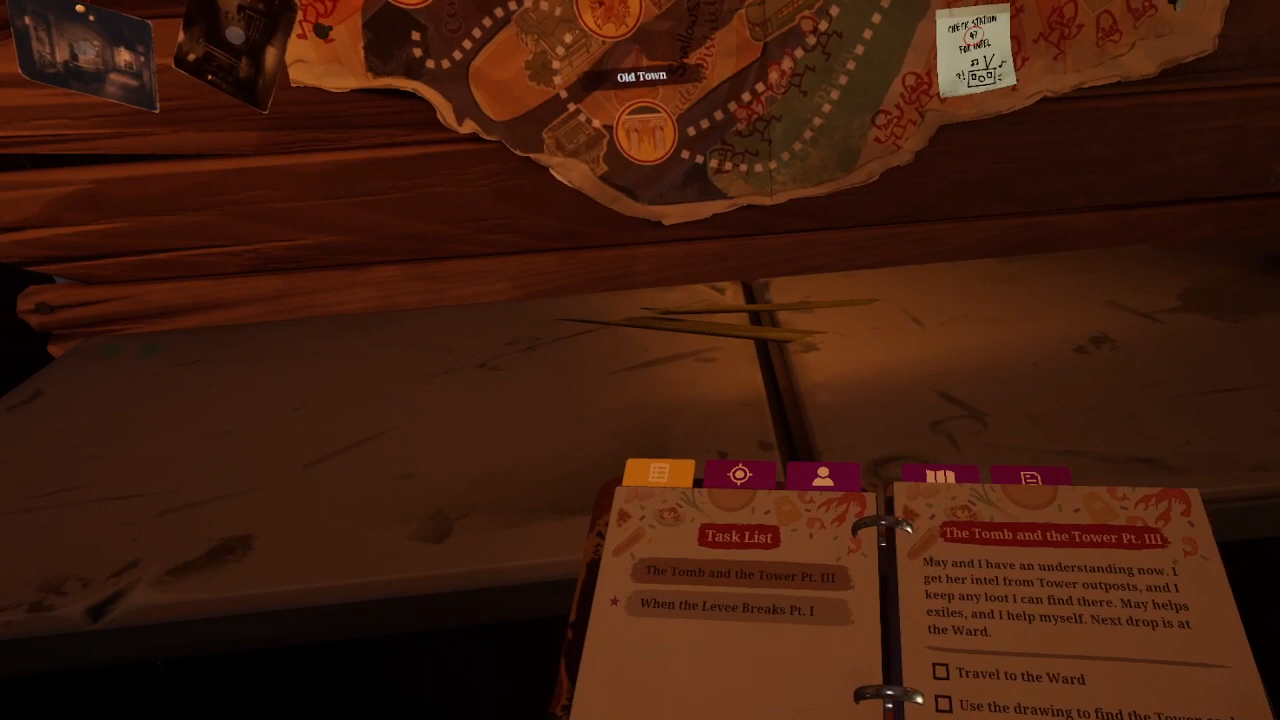 CHECK STATION
47
FOR INTEL
?!
Old Town
Task List
The Tomb and the Tower Pt. III
When the Levee Breaks Pt. I
The Tomb and the Tower Pt. III
May and I have an understanding now. I
get her intel from Tower outposts, and I
keep any loot I can find there. May helps
exiles, and I help myself. Next drop is at
the Ward.
Travel to the Ward
Use the drawing to find the Tower